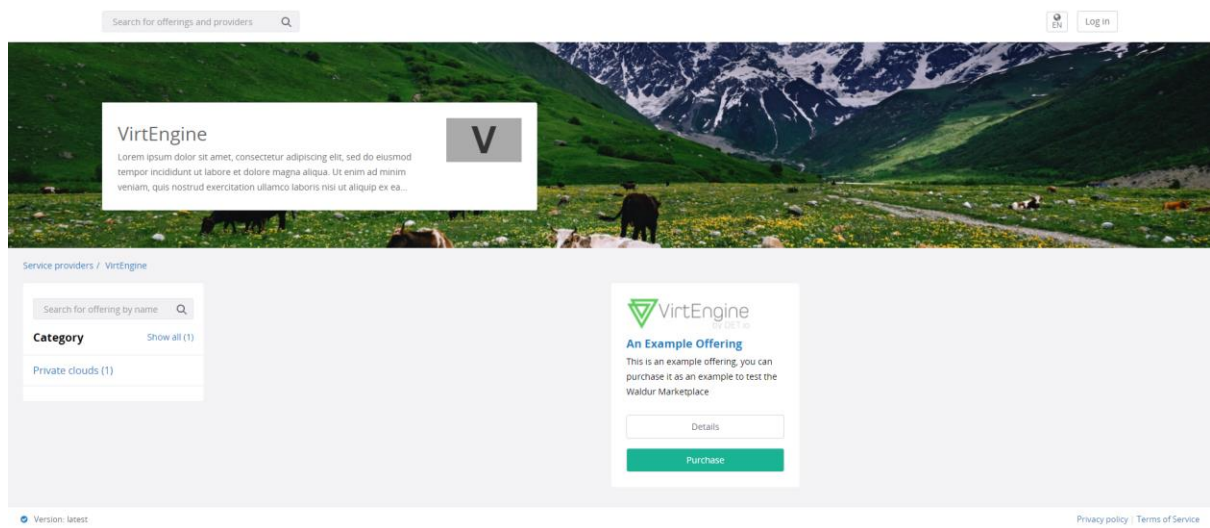 Search for offerings and providers
EN
Log in
VirtEngine
V
Lorem ipsum dolor sit amet, consectetur adipiscing elit, sed do eiusmod
tempor incididunt ut labore et dolore magna aliqua. Ut enim ad minim
veniam, quis nostrud exercitation ullamco laboris nisi ut aliquip ex ea...
Service providers / VirtEngine
Search for offering by name
Category Show all (1)
Private clouds (1)
VirtEngine
An Example Offering
This is an example offering, you can
purchase it as an example to test the
Waldur Marketplace
Details
Purchase
Version: latest
Privacy policy | Terms of Service